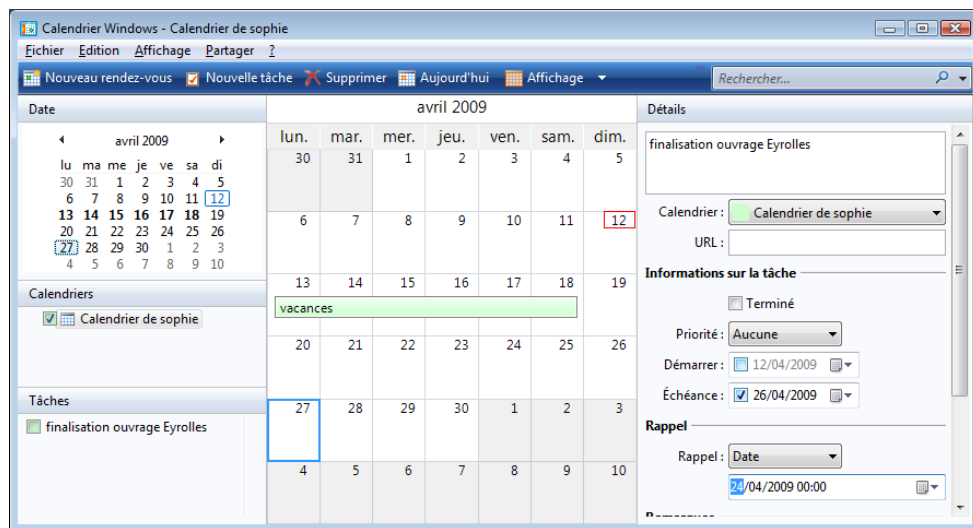 Calendrier Windows - Calendrier de sophie
Fichier Edition Affichage Partager ?
Nouveau rendez-vous Nouvelle tâche Supprimer Aujourd'hui Affichage » Rechercher...
Date
avril 2009
lu ma me je ve sa di
30 31 1 2 3 4 5
6 7 8 9 10 11 12
13 14 15 16 17 18 19
20 21 22 23 24 25 26
27 28 29 30 1 2 3
4 5 6 7 8 9 10
Calendriers
Calendrier de sophie
Tâches
finalisation ouvrage Eyrolles
avril 2009
lun. mar. mer. jeu. ven. sam. dim.
30 31 1 2 3 4 5
6 7 8 9 10 11 12
13 14 15 16 17 18 19
vacances
20 21 22 23 24 25 26
27 28 29 30 1 2 3
4 5 6 7 8 9 10
Détails
finalisation ouvrage Eyrolles
Calendrier : Calendrier de sophie
URL :
Informations sur la tâche
Terminé
Priorité : Aucune
Démarrer : 12/04/2009
Échéance : 26/04/2009
Rappel
Rappel : Date
24/04/2009 00:00